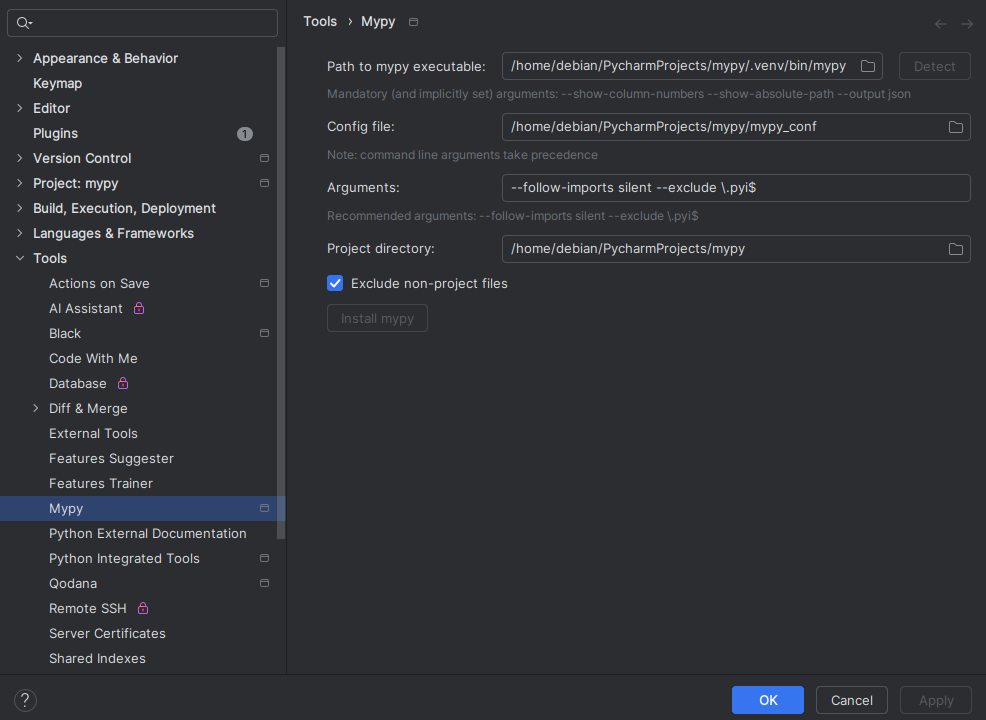 Appearance & Behavior
Keymap
Editor
Plugins 1
Version Control
Project: mypy
Build, Execution, Deployment
Languages & Frameworks
Tools
Actions on Save
AI Assistant
Black
Code With Me
Database
Diff & Merge
External Tools
Features Suggester
Features Trainer
Mypy
Python External Documentation
Python Integrated Tools
Qodana
Remote SSH
Server Certificates
Shared Indexes
Tools › Mypy
Path to mypy executable: /home/debian/PycharmProjects/mypy/.venv/bin/mypy Detect
Mandatory (and implicitly set) arguments: --show-column-numbers --show-absolute-path --output json
Config file: /home/debian/PycharmProjects/mypy/mypy_conf
Note: command line arguments take precedence
Arguments: --follow-imports silent --exclude \.pyi$
Recommended arguments: --follow-imports silent --exclude \.pyi$
Project directory: /home/debian/PycharmProjects/mypy
Exclude non-project files
Install mypy
? OK Cancel Apply